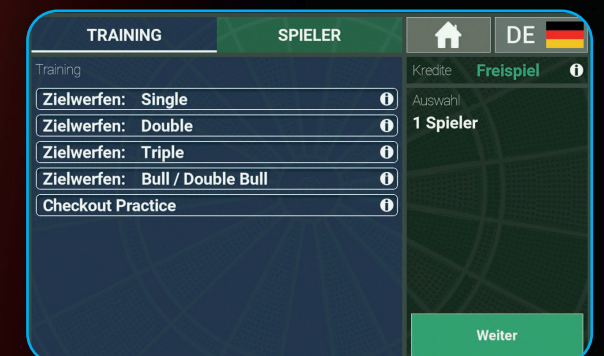 TRAINING
SPIELER
DE
Training
Zielwerfen: Single
Zielwerfen: Double
Zielwerfen: Triple
Zielwerfen: Bull / Double Bull
Checkout Practice
Kredite Freispiel
Auswahl
1 Spieler
Weiter